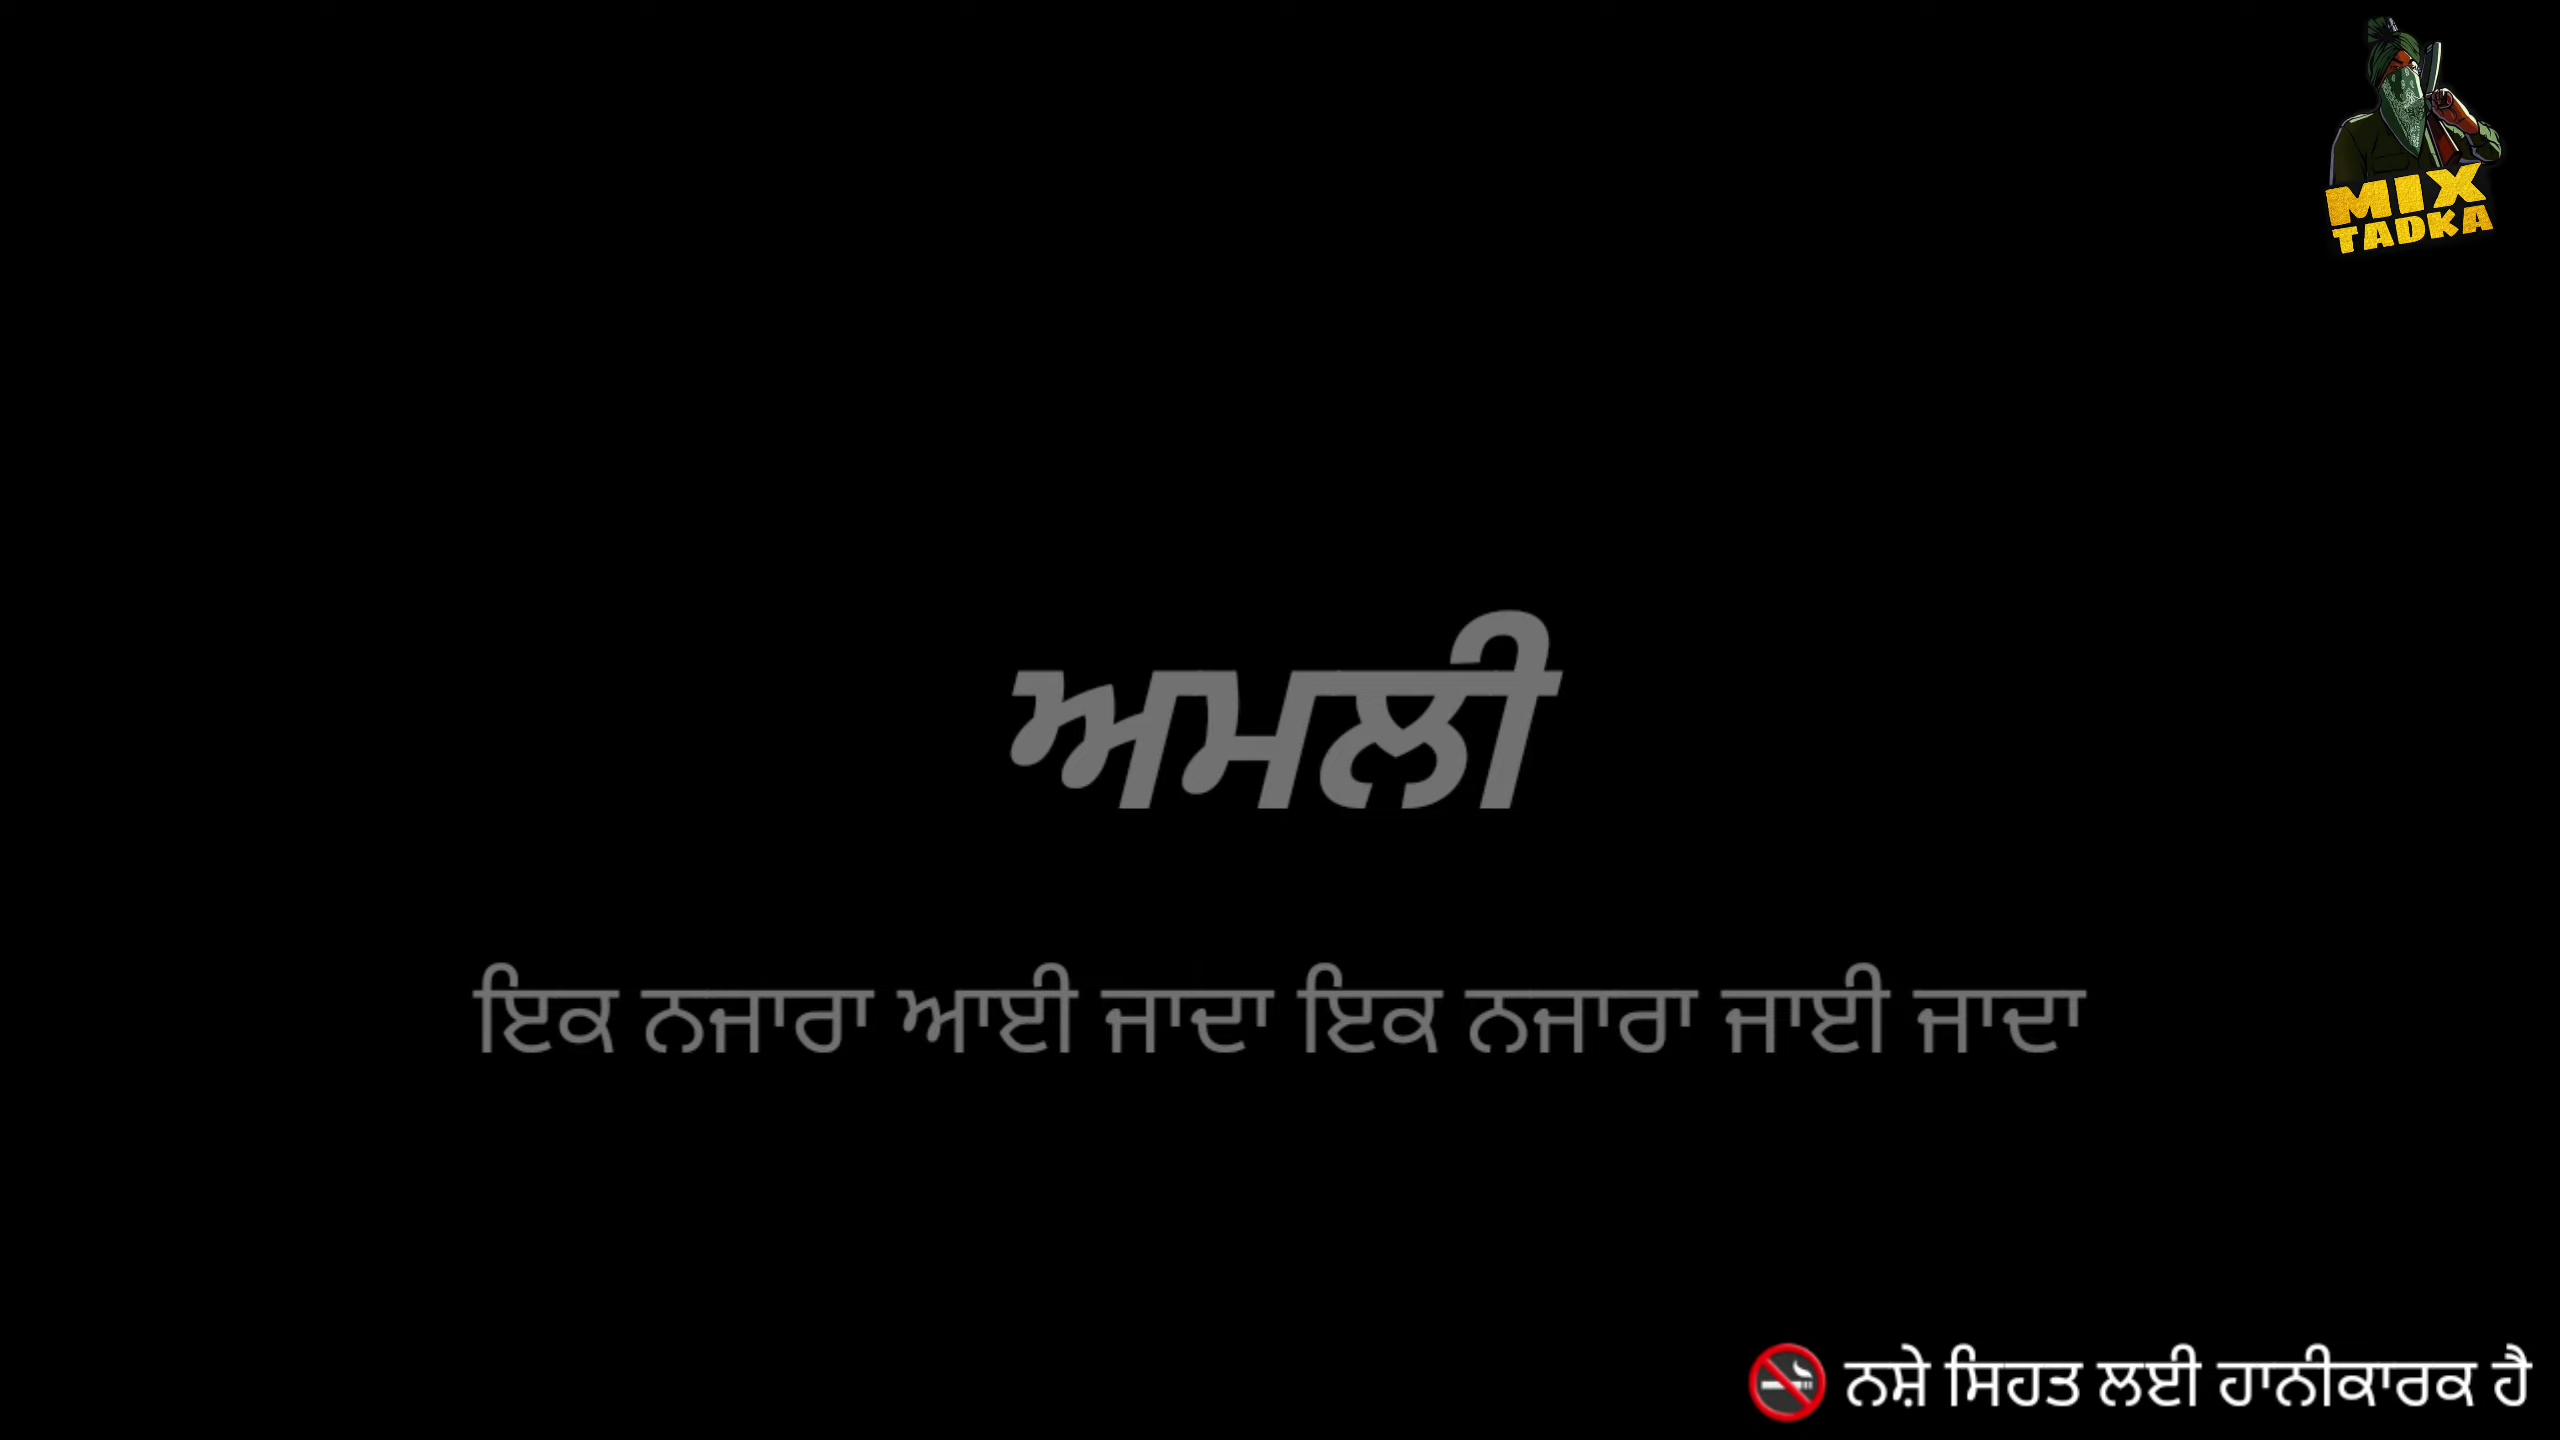 MIX
TADKA
ਅਮਲੀ
ਇਕ ਨਜਾਰਾ ਆਈ ਜਾਦਾ ਇਕ ਨਜਾਰਾ ਜਾਈ ਜਾਦਾ
ਨਸ਼ੇ ਸਿਹਤ ਲਈ ਹਾਨੀਕਾਰਕ ਹੈ